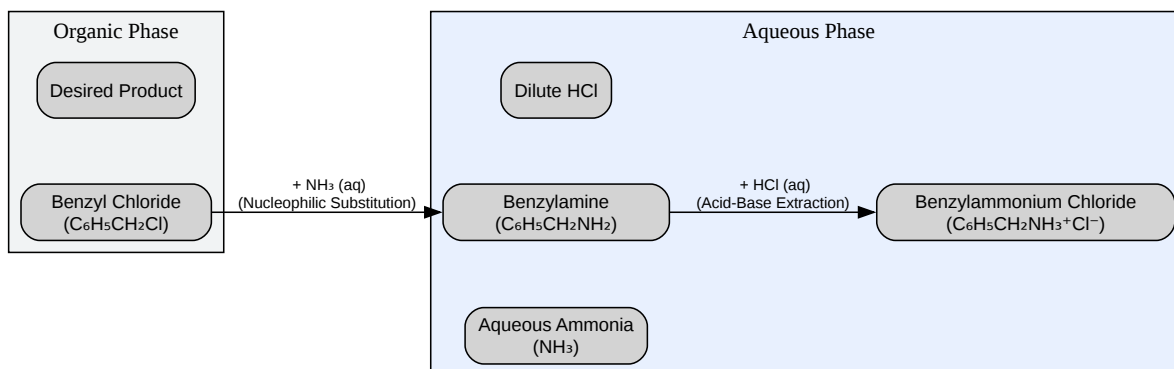 Organic Phase
Desired Product
Benzyl Chloride
(C₆H₅CH₂Cl)
+ NH₃ (aq)
(Nucleophilic Substitution)
Aqueous Phase
Dilute HCl
Benzylamine
(C₆H₅CH₂NH₂)
+ HCl (aq)
(Acid-Base Extraction)
Benzylammonium Chloride
(C₆H₅CH₂NH₃⁺Cl⁻)
Aqueous Ammonia
(NH₃)